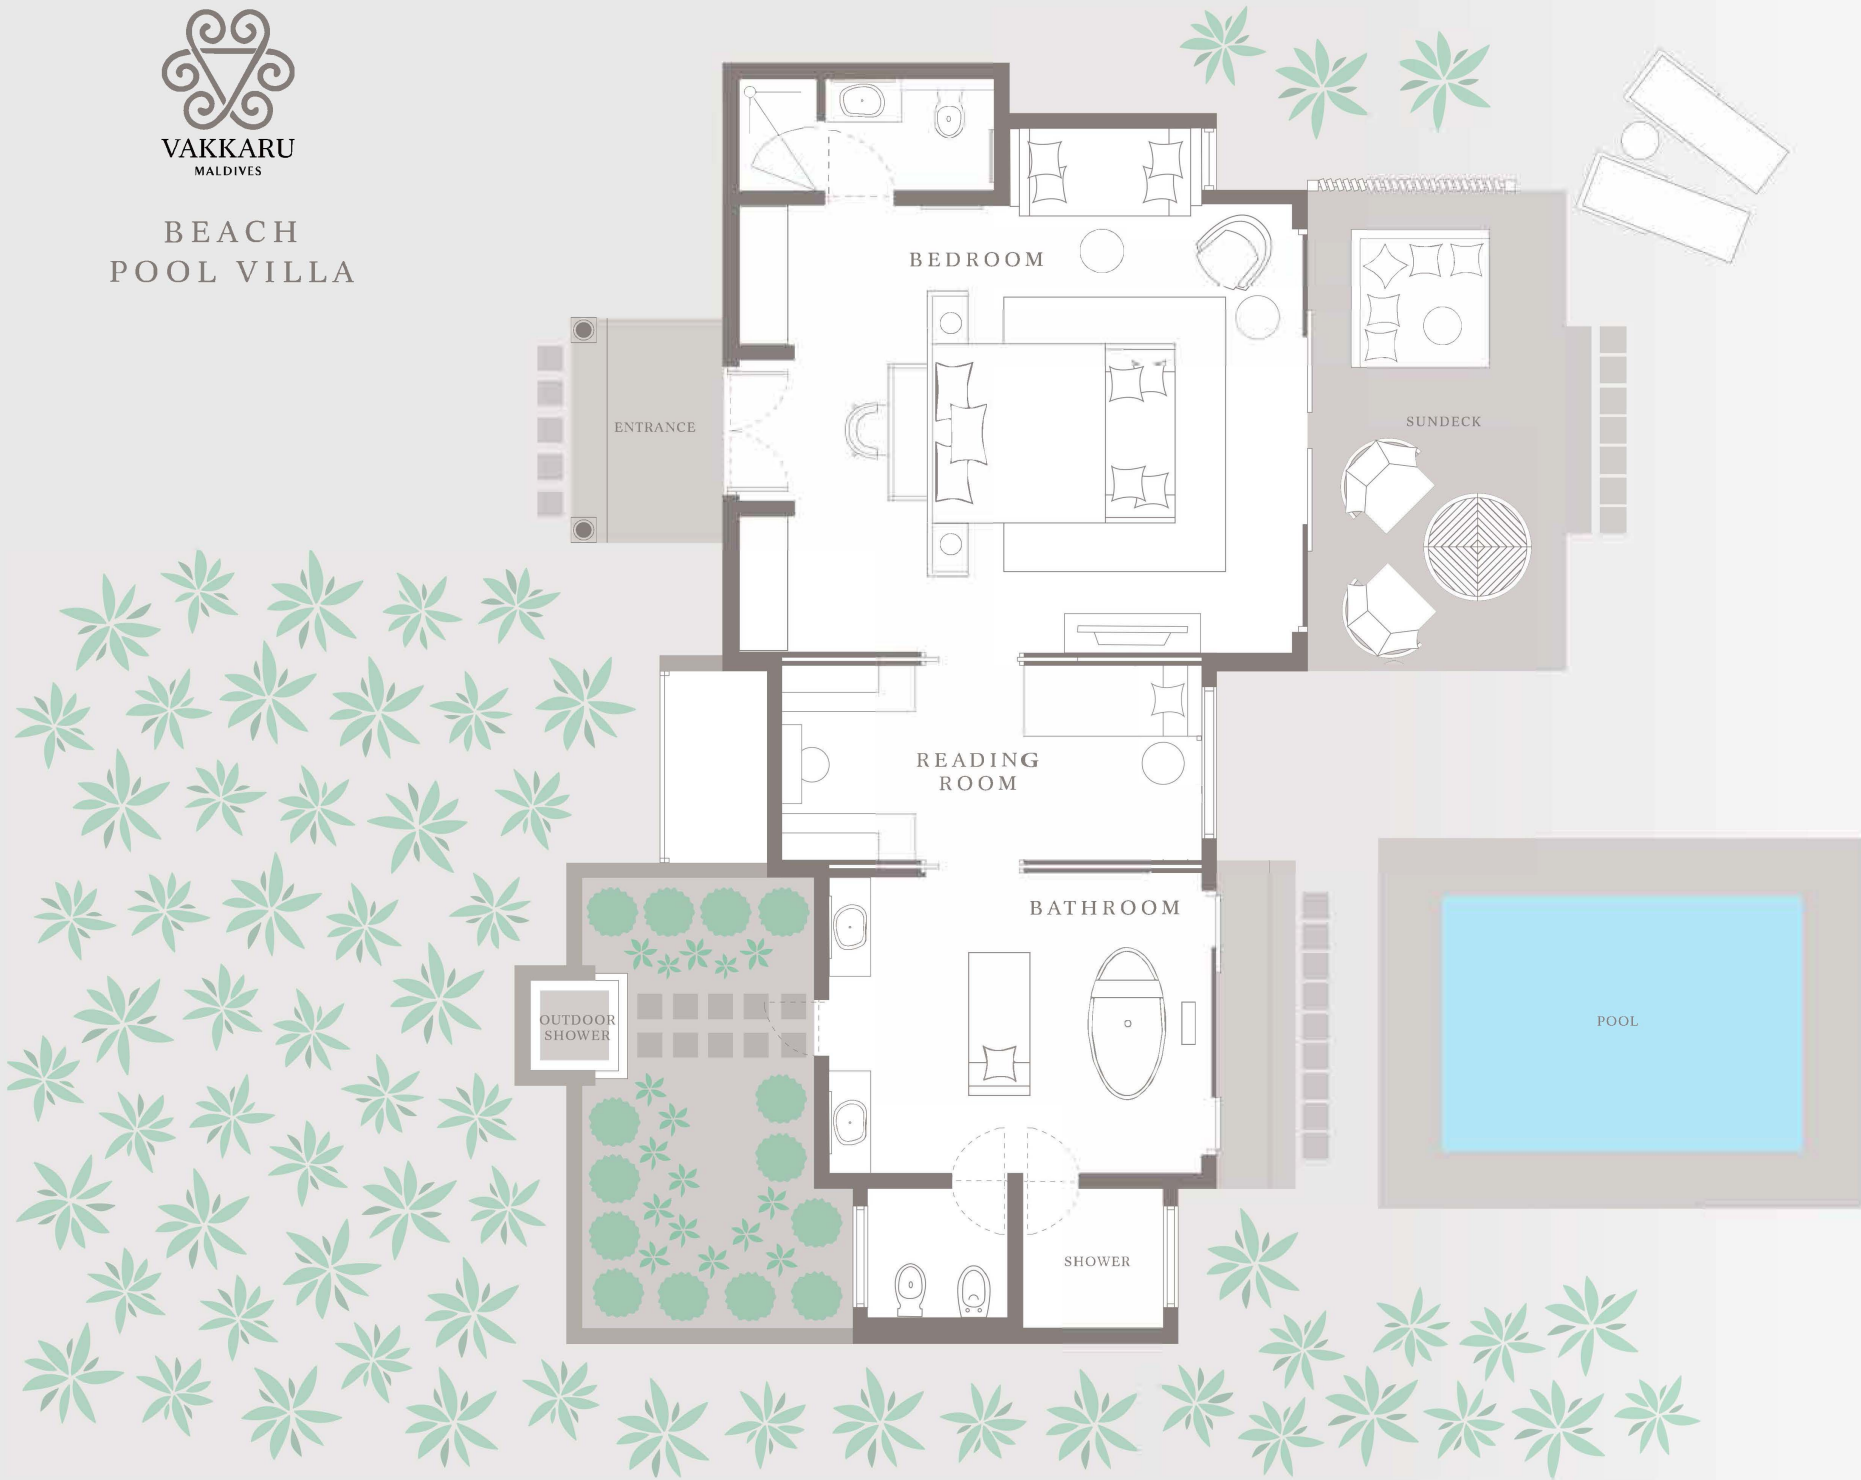 VAKKARU
MALDIVES
BEACH
POOL VILLA
BEDROOM
ENTRANCE
SUNDECK
READING
ROOM
BATHROOM
OUTDOOR
SHOWER
POOL
SHOWER